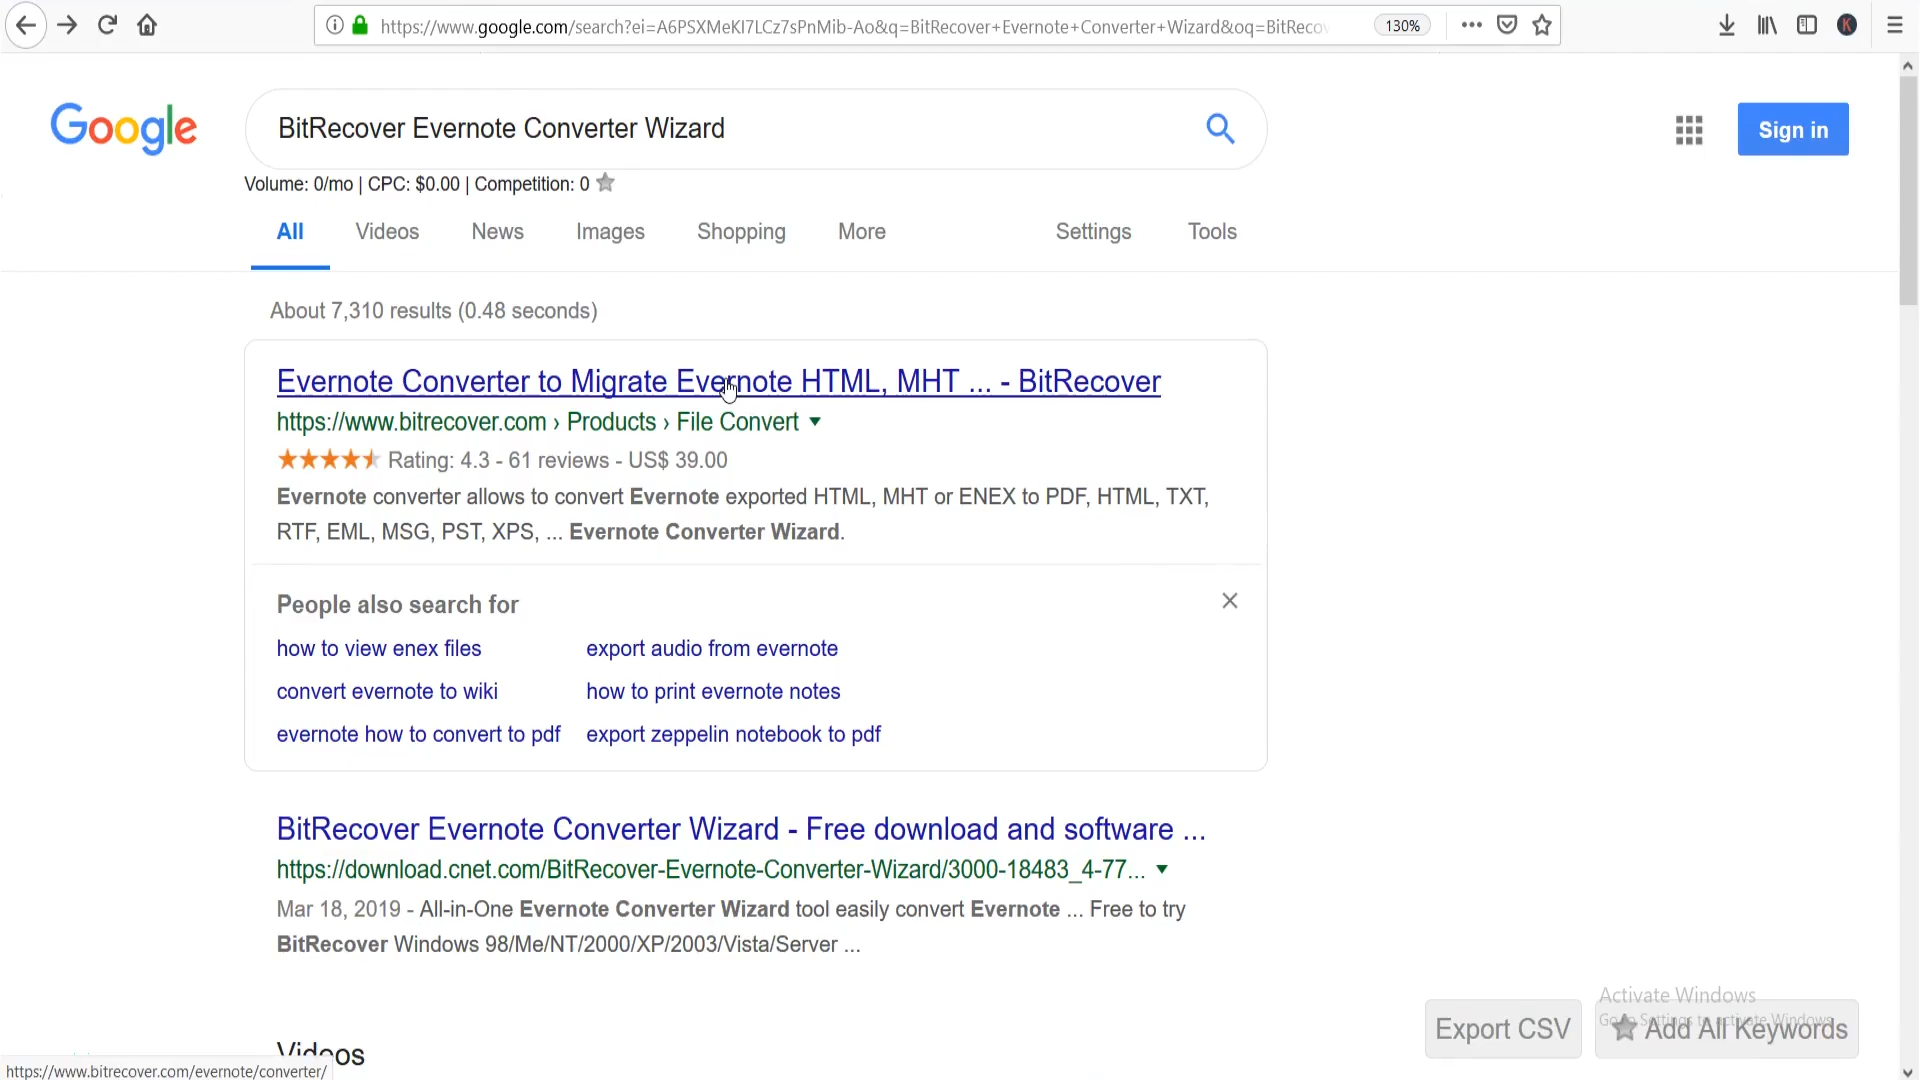 https://www.google.com/search?ei=A6PSXMeKI7LCz7sPnMib-Ao&q=BitRecover+Evernote+Converter+Wizard&oq=BitRecov
130%
K
Google
BitRecover Evernote Converter Wizard
Sign in
Volume: 0/mo | CPC: $0.00 | Competition: 0
All Videos News Images Shopping More Settings Tools
About 7,310 results (0.48 seconds)
Evernote Converter to Migrate Evernote HTML, MHT ... - BitRecover
https://www.bitrecover.com › Products › File Convert
Rating: 4.3 - 61 reviews - US$ 39.00
Evernote converter allows to convert Evernote exported HTML, MHT or ENEX to PDF, HTML, TXT,
RTF, EML, MSG, PST, XPS, ... Evernote Converter Wizard.
People also search for
how to view enex files export audio from evernote
convert evernote to wiki how to print evernote notes
evernote how to convert to pdf export zeppelin notebook to pdf
BitRecover Evernote Converter Wizard - Free download and software ...
https://download.cnet.com/BitRecover-Evernote-Converter-Wizard/3000-18483_4-77...
Mar 18, 2019 - All-in-One Evernote Converter Wizard tool easily convert Evernote ... Free to try
BitRecover Windows 98/Me/NT/2000/XP/2003/Vista/Server ...
Activate Windows
Go to Settings to activate Windows.
Export CSV Add All Keywords
Videos
https://www.bitrecover.com/evernote/converter/